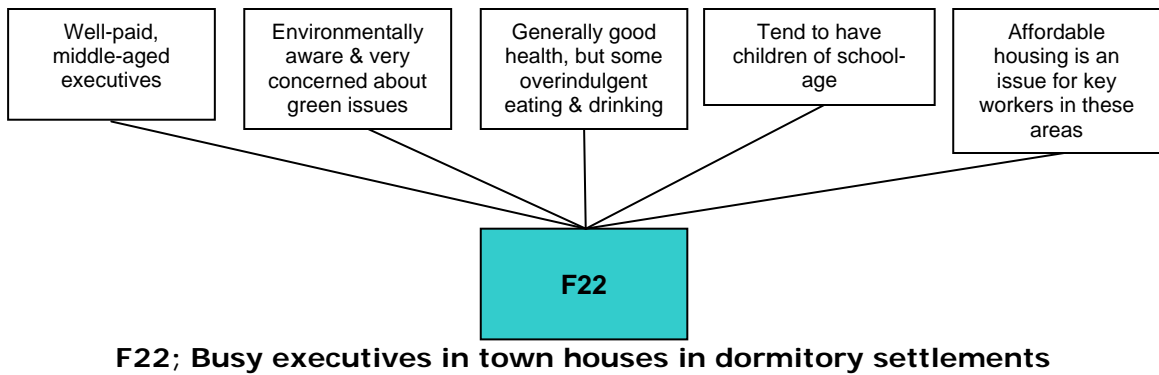 Well-paid,
middle-aged
executives
Environmentally
aware & very
concerned about
green issues
Generally good
health, but some
overindulgent
eating & drinking
Tend to have
children of school-
age
Affordable
housing is an
issue for key
workers in these
areas
F22
F22; Busy executives in town houses in dormitory settlements